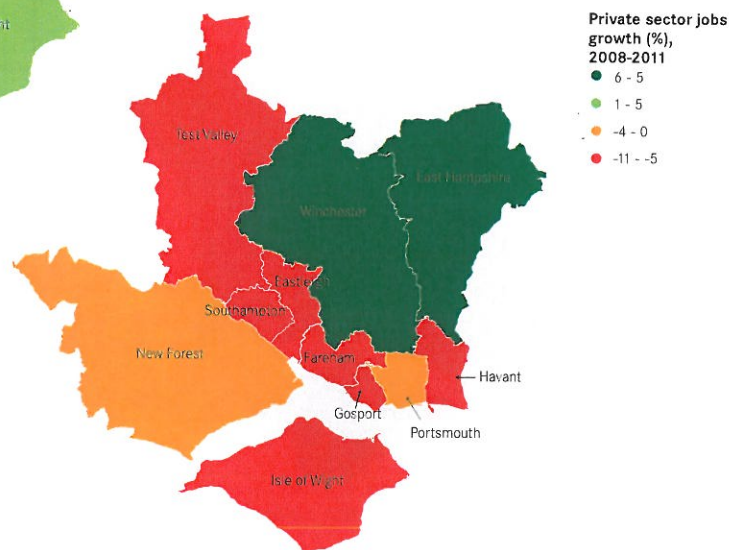 nt
Private sector jobs
growth (%),
2008-2011
6 - 5
1 - 5
-4 - 0
-11 - -5
Test Valley
East Hampshire
Winchester
Eastleigh
Southampton
New Forest
Fareham
Havant
Gosport
Portsmouth
Isle of Wight